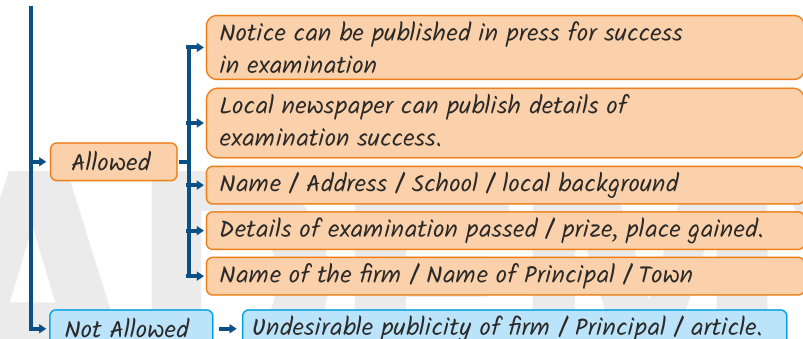 Notice can be published in press for success
in examination
Local newspaper can publish details of
examination success.
Allowed
Name / Address / School / local background
Details of examination passed / prize, place gained.
Name of the firm / Name of Principal / Town
Not Allowed
Undesirable publicity of firm / Principal / article.